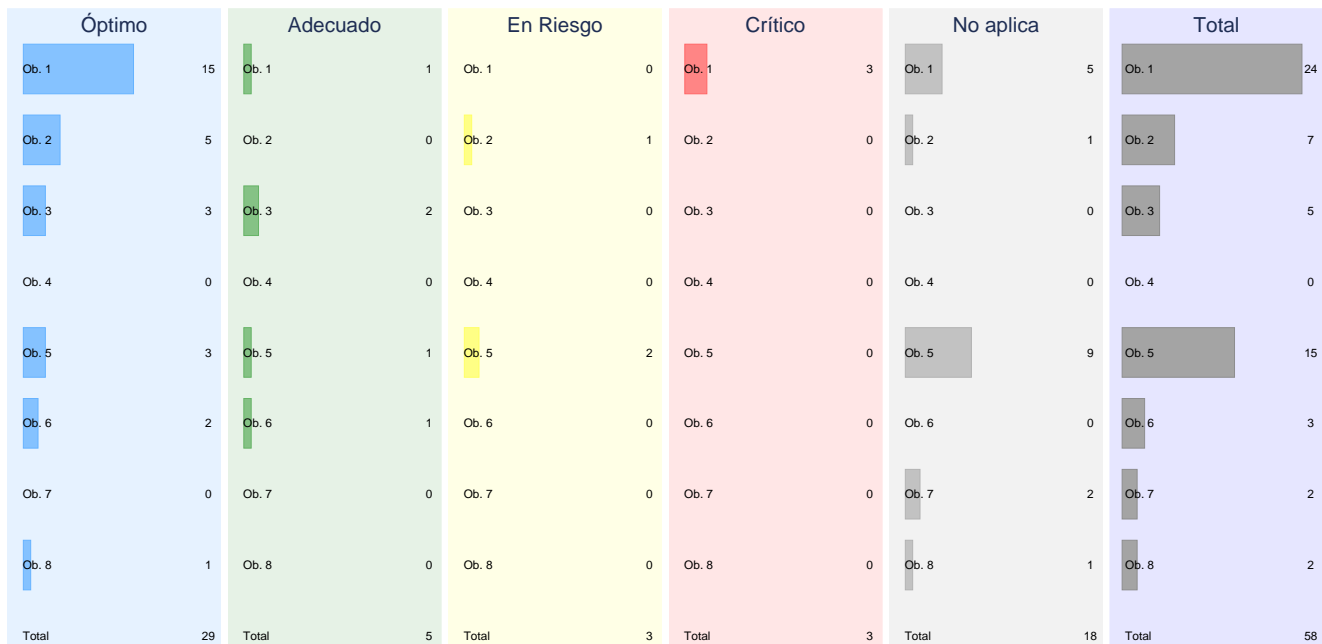 Óptimo Adecuado En Riesgo Crítico No aplica Total
Ob. 1 15 Ob. 1 1 Ob. 1 0 Ob. 1 3 Ob. 1 5 Ob. 1 24
Ob. 2 5 Ob. 2 0 Ob. 2 1 Ob. 2 0 Ob. 2 1 Ob. 2 7
Ob. 3 3 Ob. 3 2 Ob. 3 0 Ob. 3 0 Ob. 3 0 Ob. 3 5
Ob. 4 0 Ob. 4 0 Ob. 4 0 Ob. 4 0 Ob. 4 0 Ob. 4 0
Ob. 5 3 Ob. 5 1 Ob. 5 2 Ob. 5 0 Ob. 5 9 Ob. 5 15
Ob. 6 2 Ob. 6 1 Ob. 6 0 Ob. 6 0 Ob. 6 0 Ob. 6 3
Ob. 7 0 Ob. 7 0 Ob. 7 0 Ob. 7 0 Ob. 7 2 Ob. 7 2
Ob. 8 1 Ob. 8 0 Ob. 8 0 Ob. 8 0 Ob. 8 1 Ob. 8 2
Total 29 Total 5 Total 3 Total 3 Total 18 Total 58